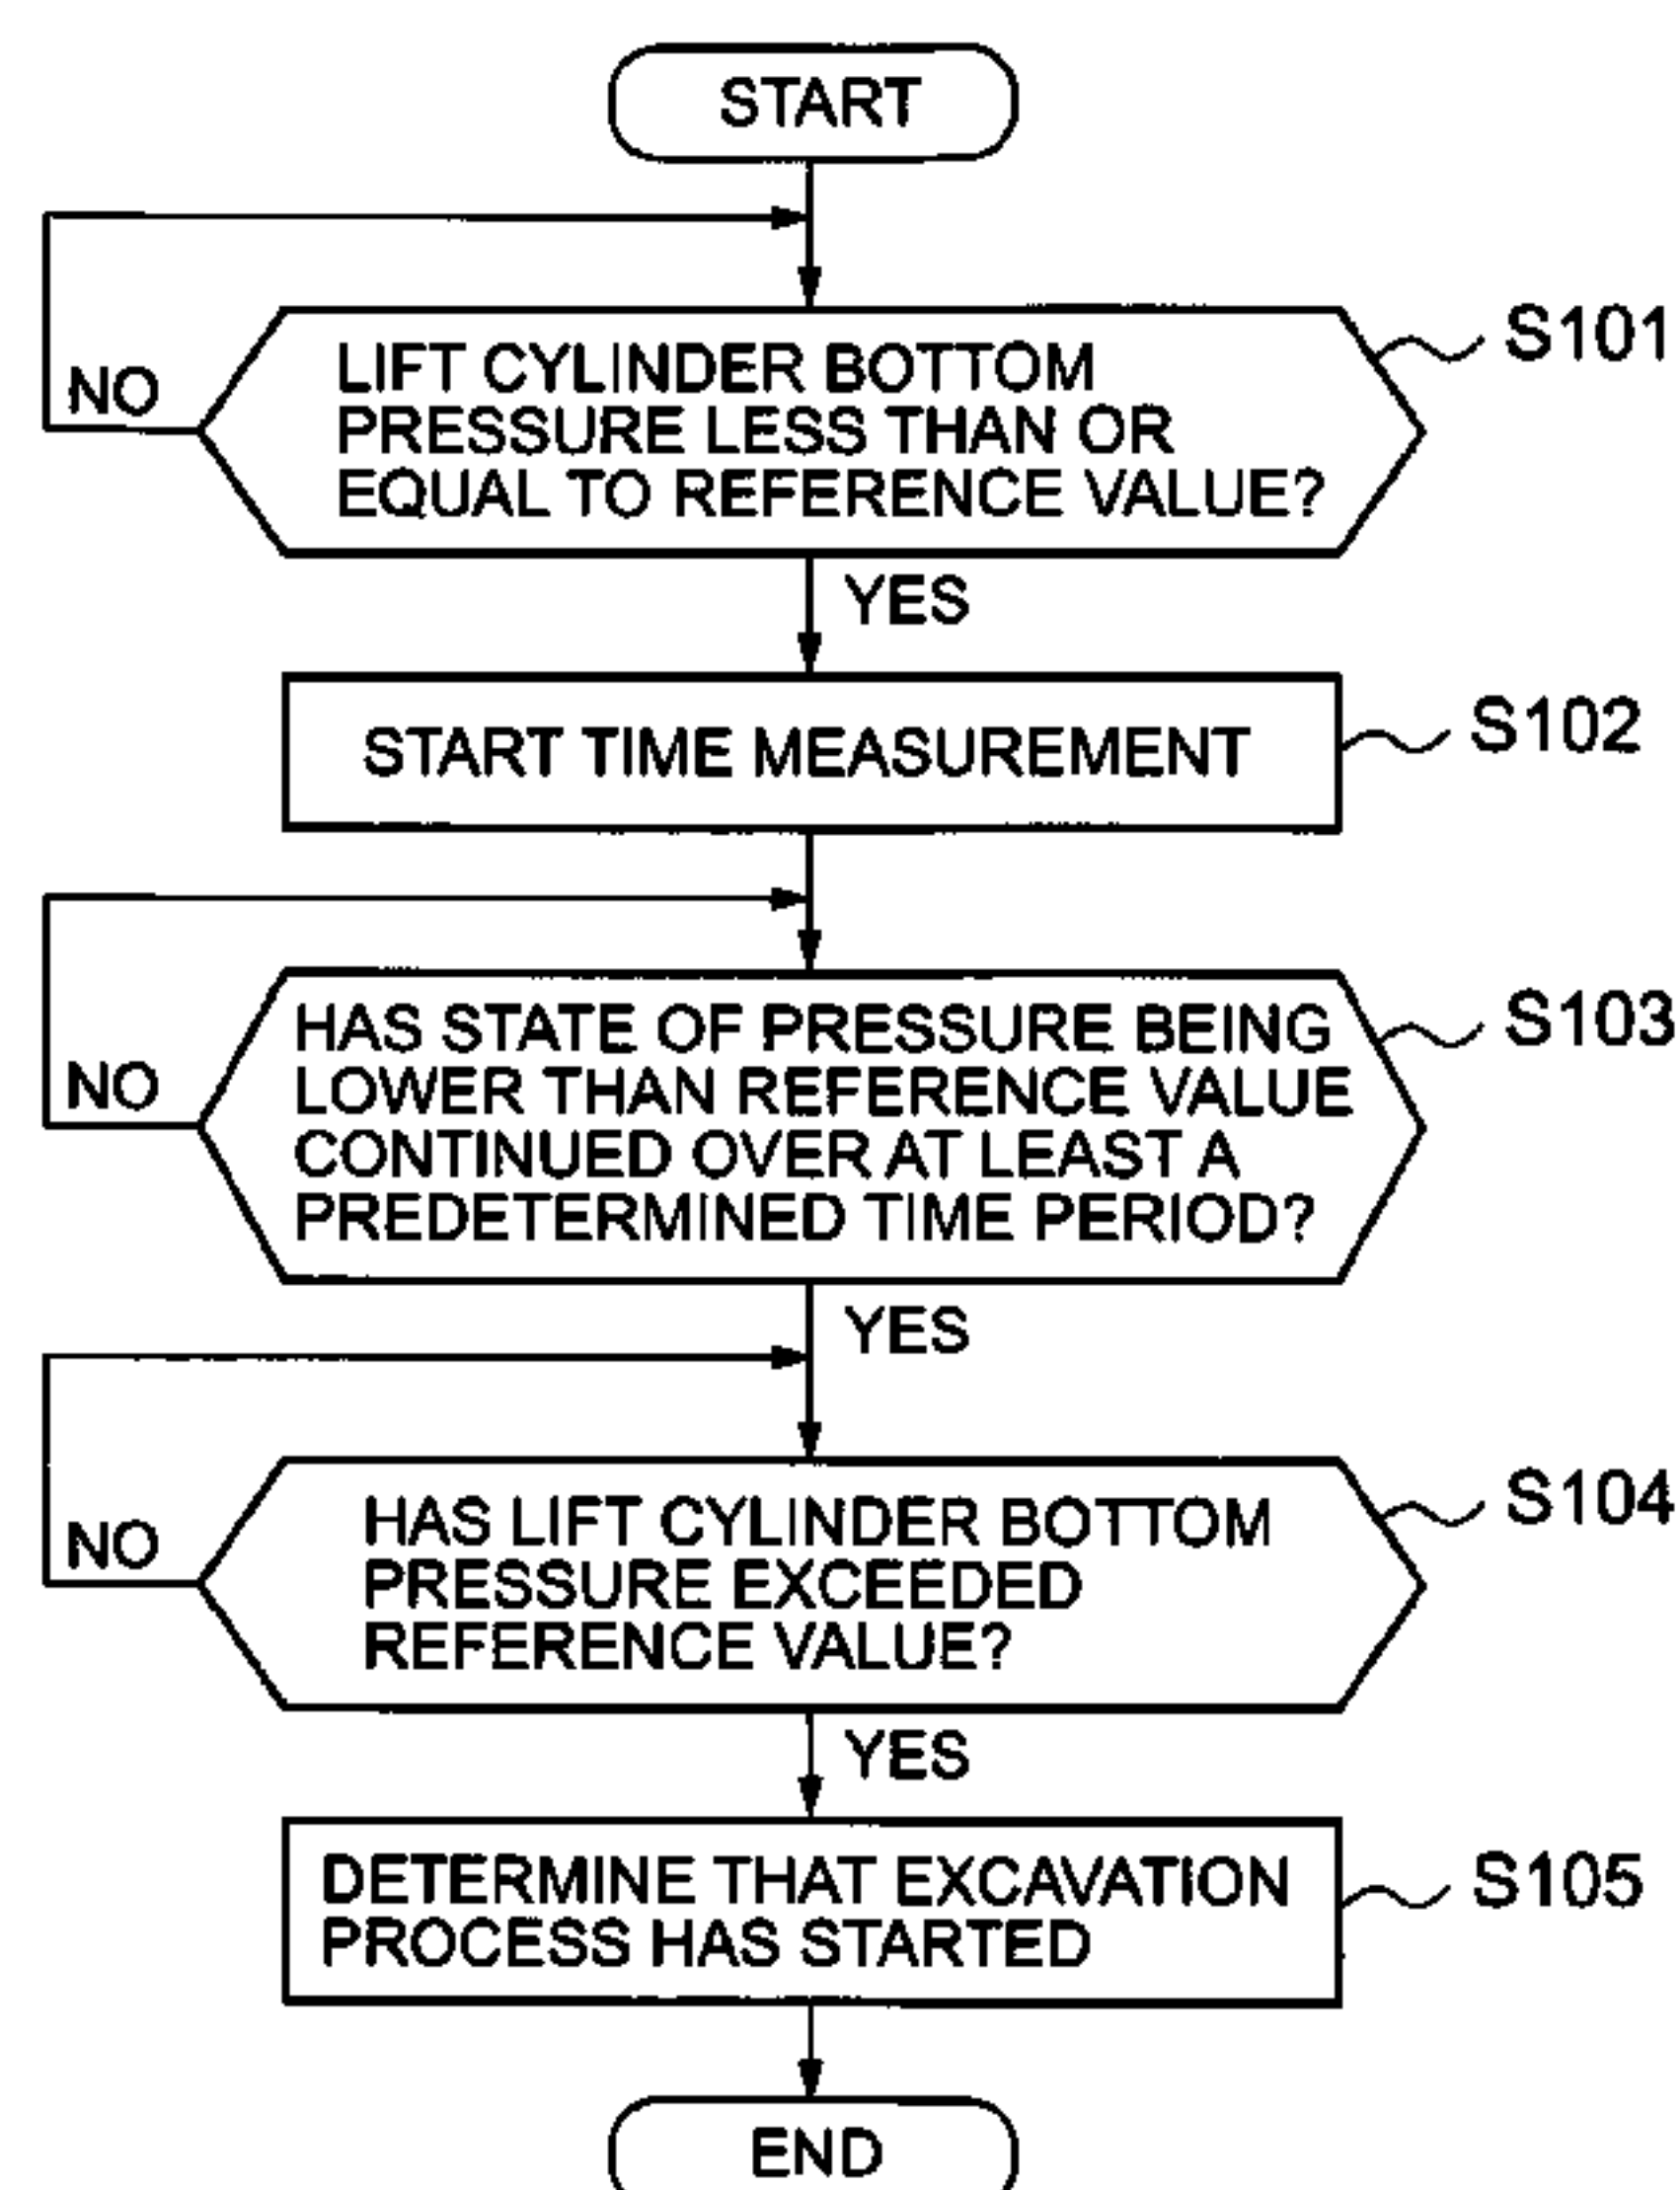 START
NO
LIFT CYLINDER BOTTOM
PRESSURE LESS THAN OR
EQUAL TO REFERENCE VALUE?
S101
YES
START TIME MEASUREMENT
S102
NO
HAS STATE OF PRESSURE BEING
LOWER THAN REFERENCE VALUE
CONTINUED OVER AT LEAST A
PREDETERMINED TIME PERIOD?
S103
YES
NO
HAS LIFT CYLINDER BOTTOM
PRESSURE EXCEEDED
REFERENCE VALUE?
S104
YES
DETERMINE THAT EXCAVATION
PROCESS HAS STARTED
S105
END